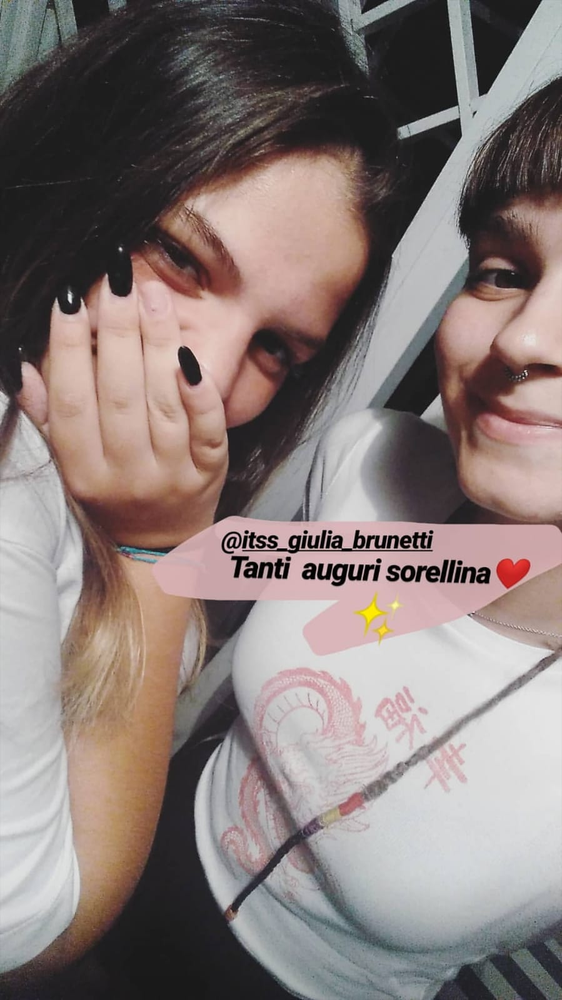 @itss_giulia_brunetti
Tanti auguri sorellina❤️
✨